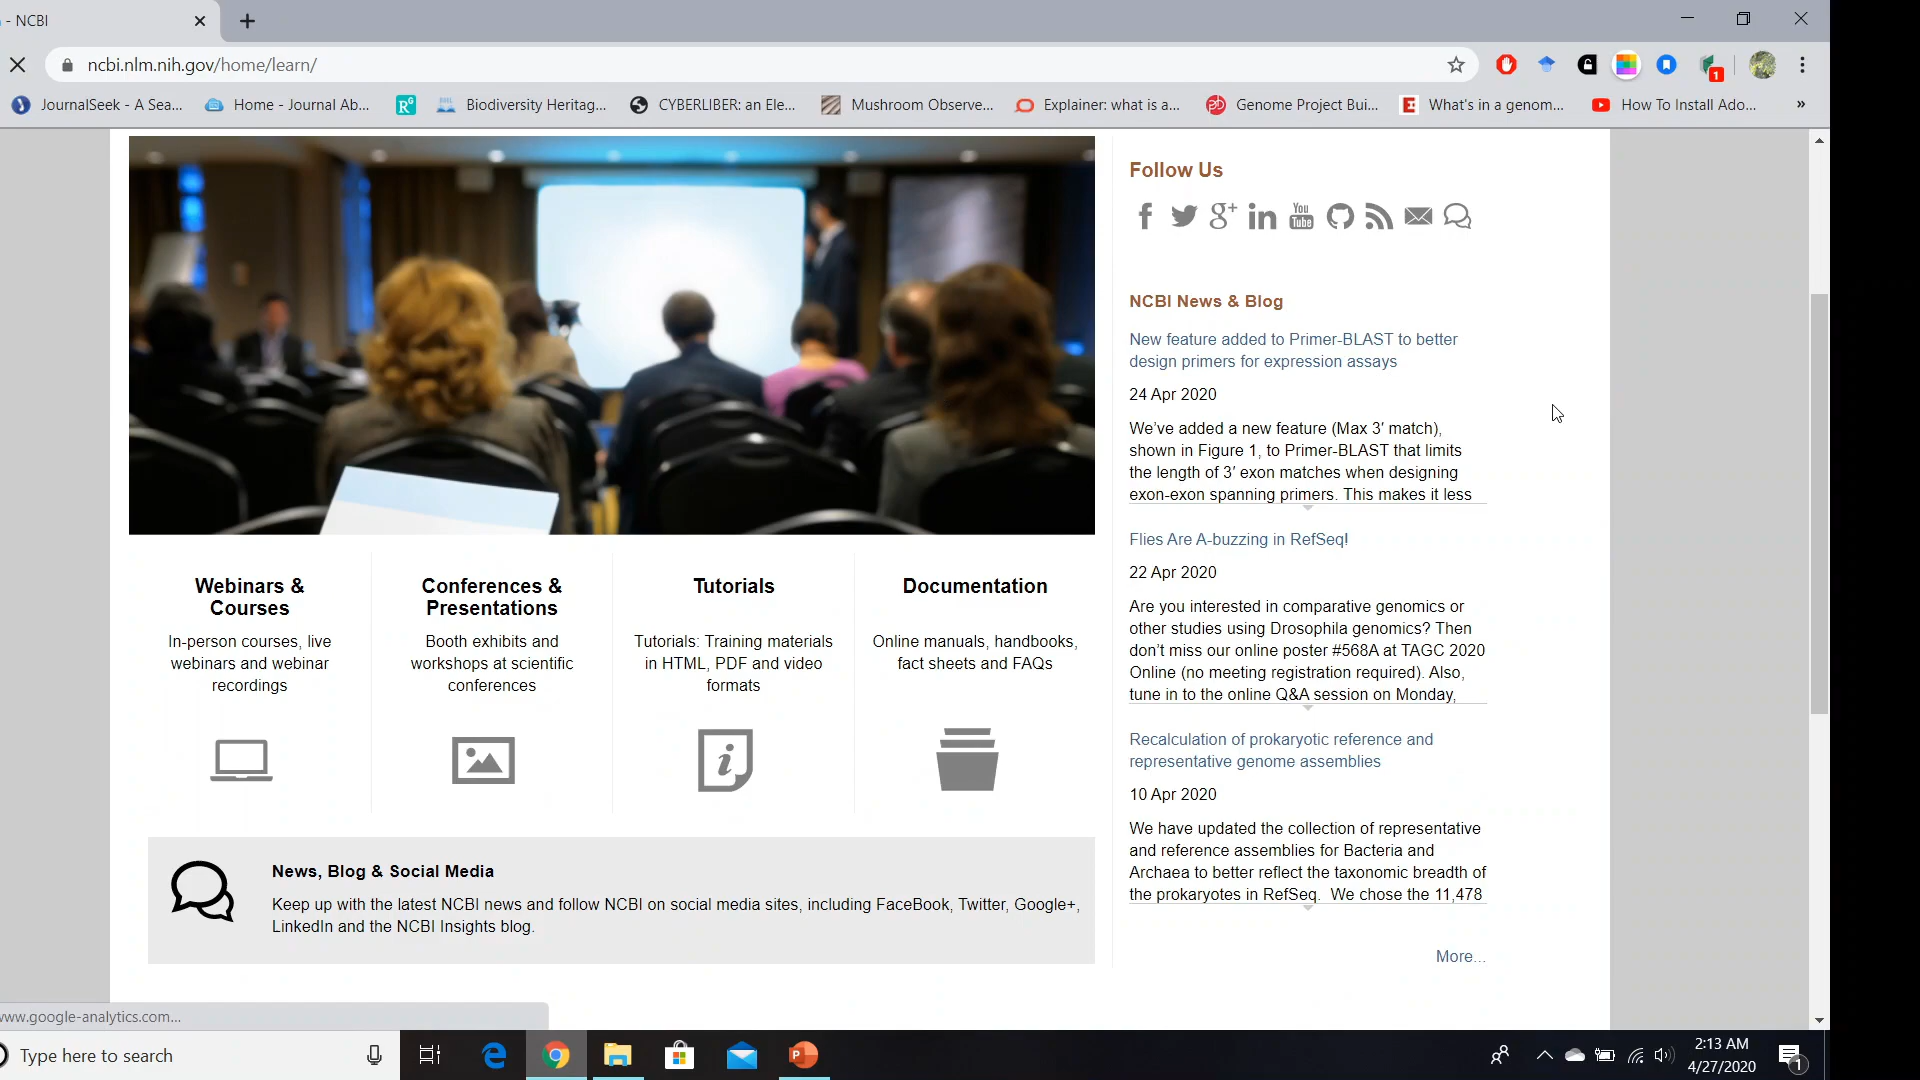 - NCBI
ncbi.nlm.nih.gov/home/learn/
JournalSeek - A Sea...
Home - Journal Ab...
Biodiversity Heritag...
CYBERLIBER: an Ele...
Mushroom Observe...
Explainer: what is a...
Genome Project Bui...
What's in a genom...
How To Install Ado...
»
Follow Us
NCBI News & Blog
New feature added to Primer-BLAST to better
design primers for expression assays
24 Apr 2020
We've added a new feature (Max 3′ match),
shown in Figure 1, to Primer-BLAST that limits
the length of 3′ exon matches when designing
exon-exon spanning primers. This makes it less
Flies Are A-buzzing in RefSeq!
22 Apr 2020
Are you interested in comparative genomics or
other studies using Drosophila genomics? Then
don't miss our online poster #568A at TAGC 2020
Online (no meeting registration required). Also,
tune in to the online Q&A session on Monday,
Recalculation of prokaryotic reference and
representative genome assemblies
10 Apr 2020
We have updated the collection of representative
and reference assemblies for Bacteria and
Archaea to better reflect the taxonomic breadth of
the prokaryotes in RefSeq. We chose the 11,478
More...
Webinars &
Courses
In-person courses, live
webinars and webinar
recordings
Conferences &
Presentations
Booth exhibits and
workshops at scientific
conferences
Tutorials
Tutorials: Training materials
in HTML, PDF and video
formats
Documentation
Online manuals, handbooks,
fact sheets and FAQs
News, Blog & Social Media
Keep up with the latest NCBI news and follow NCBI on social media sites, including FaceBook, Twitter, Google+,
LinkedIn and the NCBI Insights blog.
www.google-analytics.com...
Type here to search
2:13 AM
4/27/2020
1